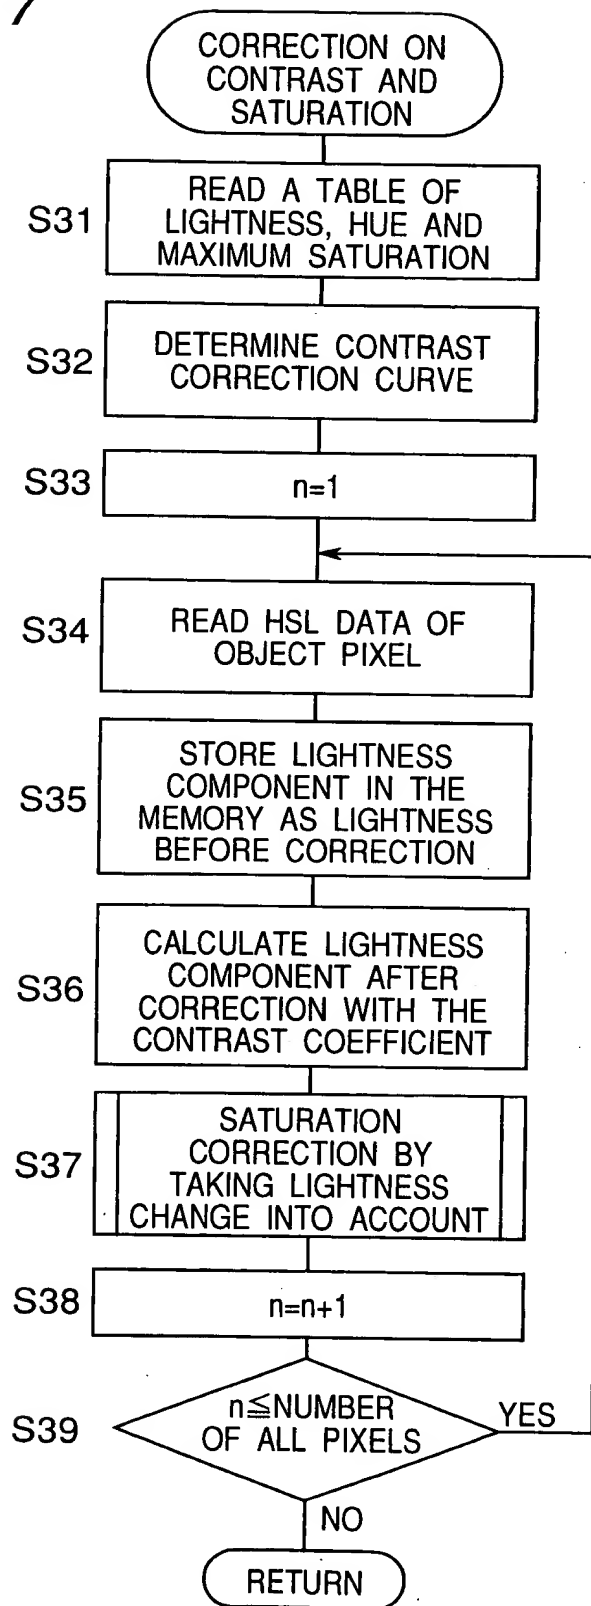 7
CORRECTION ON
CONTRAST AND
SATURATION
S31
READ A TABLE OF
LIGHTNESS, HUE AND
MAXIMUM SATURATION
S32
DETERMINE CONTRAST
CORRECTION CURVE
S33
n=1
S34
READ HSL DATA OF
OBJECT PIXEL
S35
STORE LIGHTNESS
COMPONENT IN THE
MEMORY AS LIGHTNESS
BEFORE CORRECTION
S36
CALCULATE LIGHTNESS
COMPONENT AFTER
CORRECTION WITH THE
CONTRAST COEFFICIENT
S37
SATURATION
CORRECTION BY
TAKING LIGHTNESS
CHANGE INTO ACCOUNT
S38
n=n+1
S39
n≦NUMBER
OF ALL PIXELS
YES
NO
RETURN